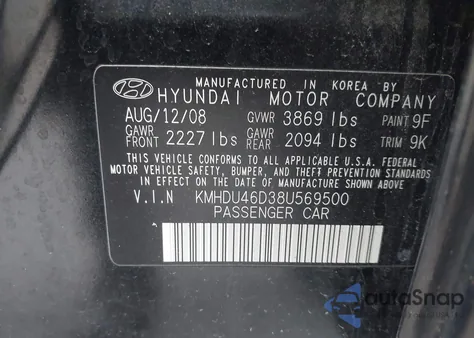 MANUFACTURED IN KOREA BY
HYUNDAI MOTOR COMPANY
AUG/12/08 GVWR 3869 lbs PAINT 9F
GAWR FRONT 2227 lbs GAWR REAR 2094 lbs TRIM 9K
THIS VEHICLE CONFORMS TO ALL APPLICABLE U.S.A. FEDERAL
MOTOR VEHICLE SAFETY, BUMPER, AND THEFT PREVENTION
STANDARDS IN EFFECT ON THE DATE OF MANUFACTURE SHOWN ABOVE.
V.I.N KMHDU46D38U569500
PASSENGER CAR
autoSnap